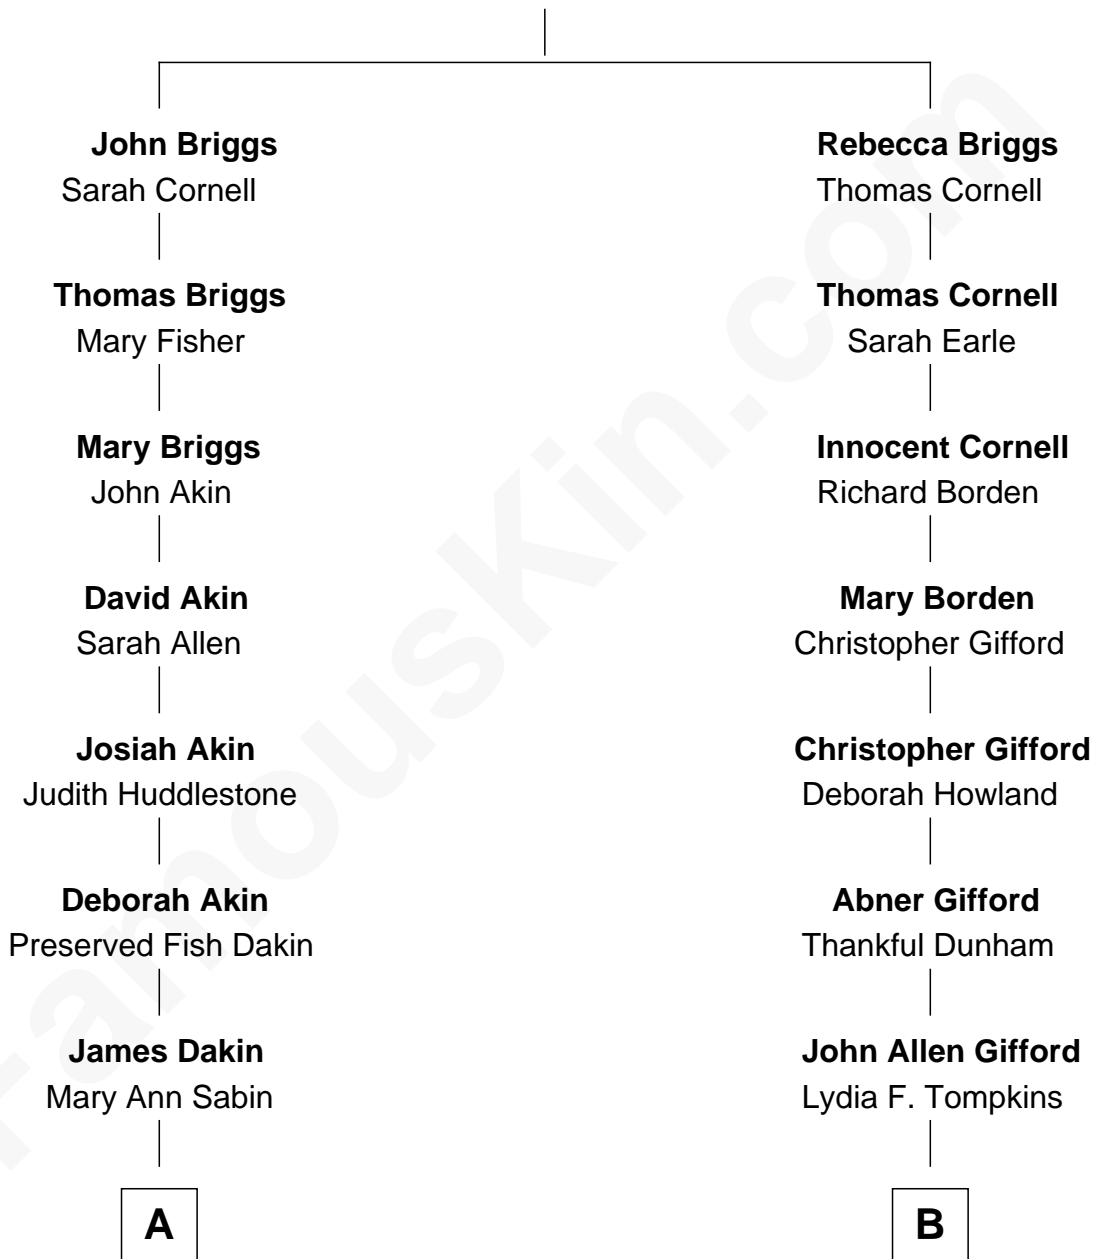 John Briggs
Sarah Cornell
Rebecca Briggs
Thomas Cornell
Thomas Briggs
Mary Fisher
Thomas Cornell
Sarah Earle
Mary Briggs
John Akin
Innocent Cornell
Richard Borden
David Akin
Sarah Allen
Mary Borden
Christopher Gifford
Josiah Akin
Judith Huddlestone
Christopher Gifford
Deborah Howland
Deborah Akin
Preserved Fish Dakin
Abner Gifford
Thankful Dunham
James Dakin
Mary Ann Sabin
John Allen Gifford
Lydia F. Tompkins
A
B
FamousKin.com